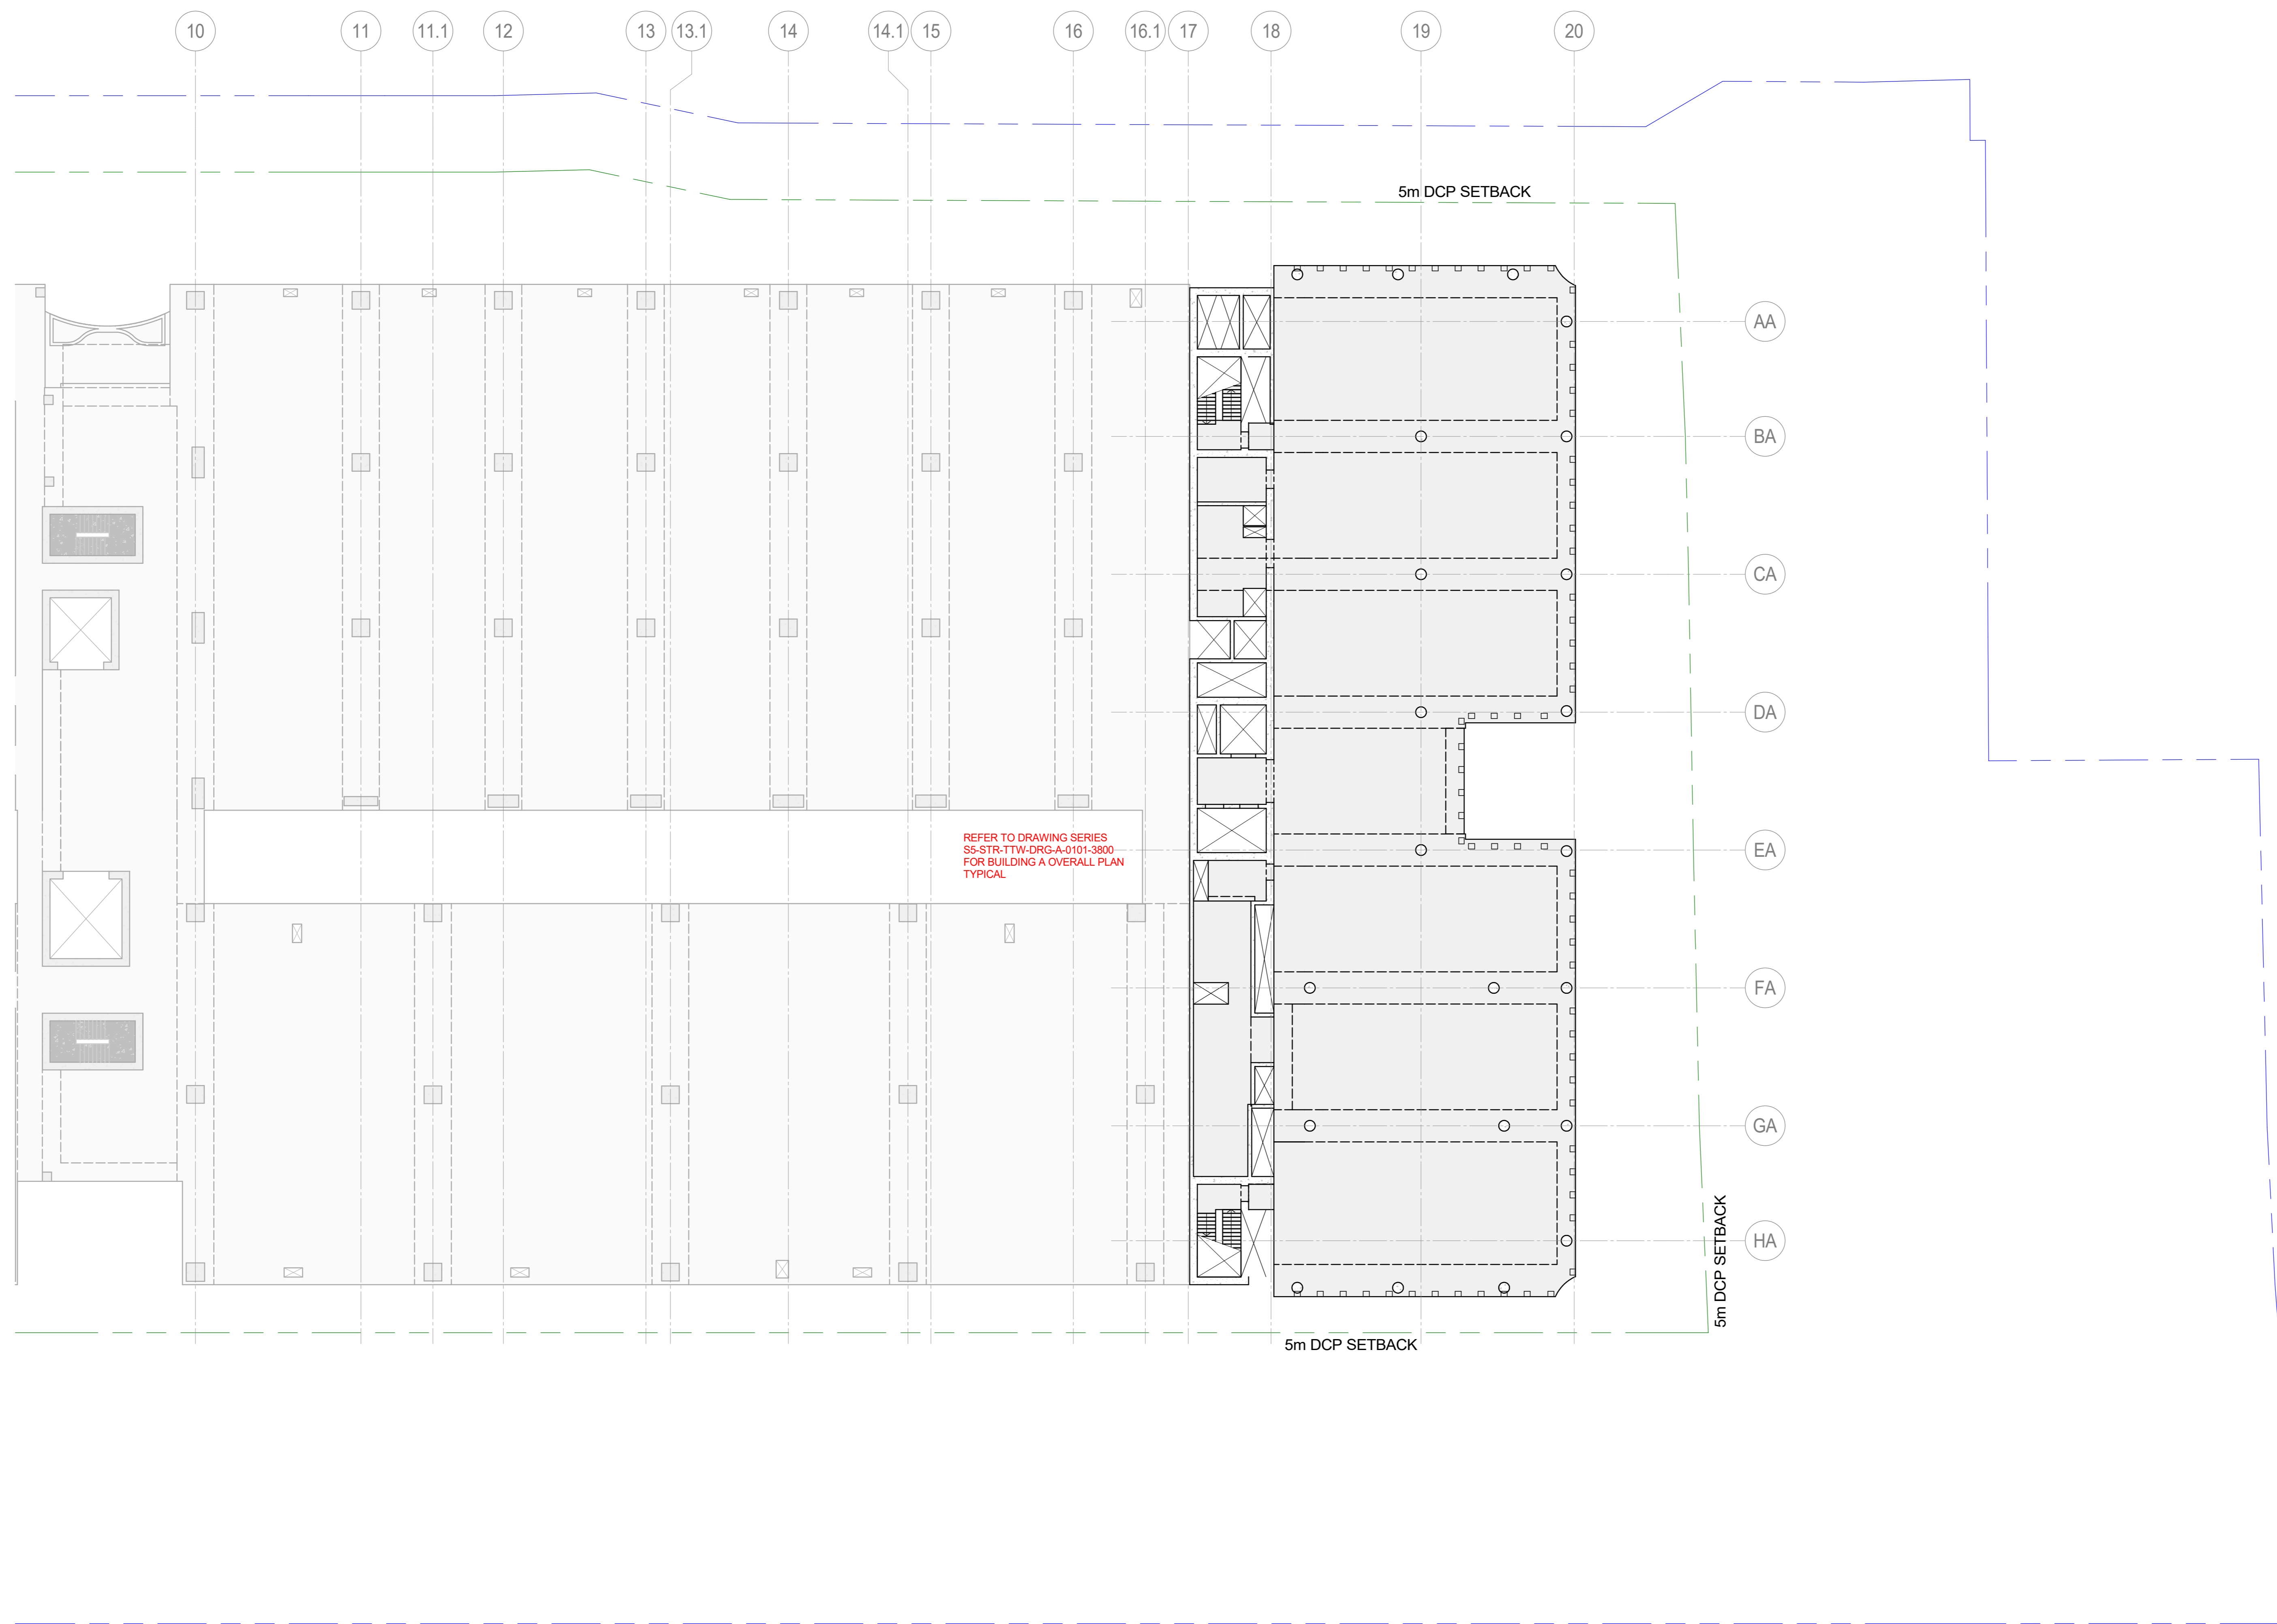 10
11
11.1
12
13
13.1
14
14.1
15
16
16.1
17
18
19
20
5m DCP SETBACK
AA
BA
CA
DA
REFER TO DRAWING SERIES
S5-STR-TTW-DRG-A-0101-3800
FOR BUILDING A OVERALL PLAN
TYPICAL
EA
FA
GA
HA
5m DCP SETBACK
5m DCP SETBACK